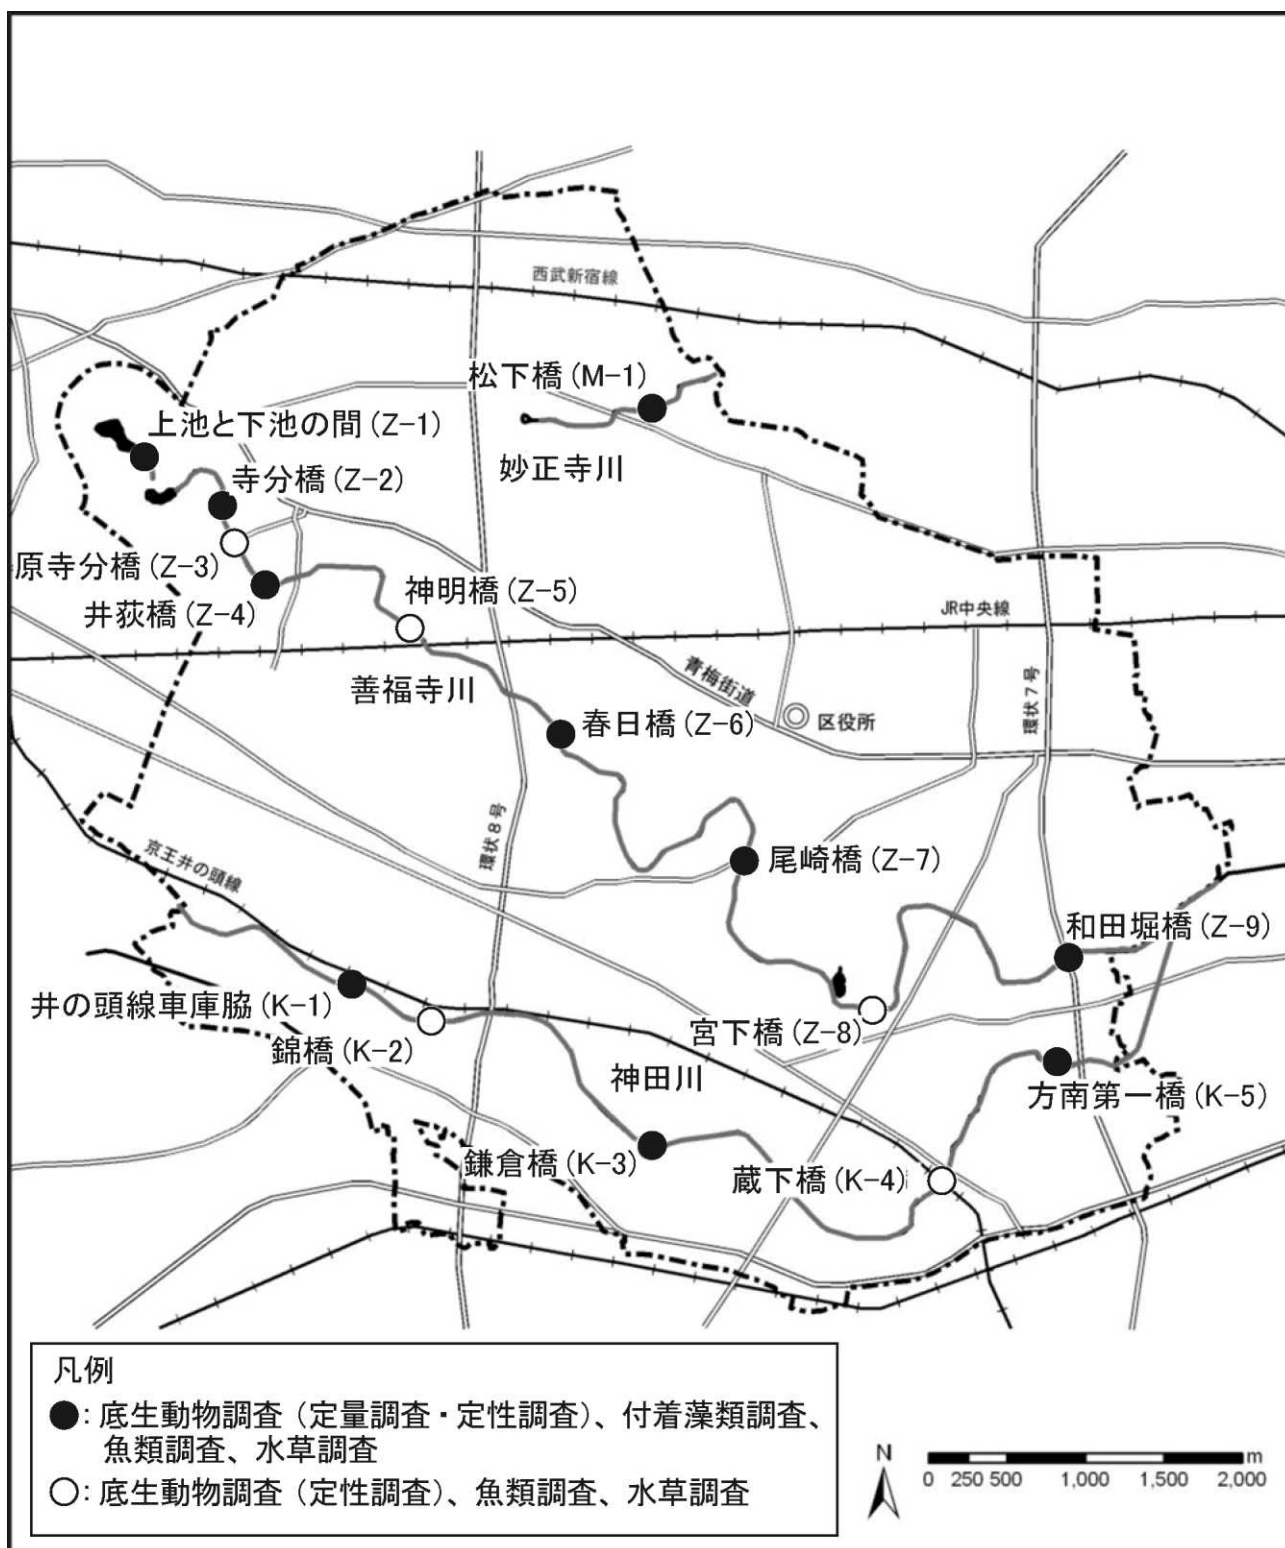 西武新宿線
松下橋(M-1)
上池と下池の間(Z-1)
妙正寺川
寺分橋(Z-2)
原寺分橋(Z-3)
神明橋(Z-5)
井荻橋(Z-4)
JR中央線
善福寺川
青梅街道
環状7号
春日橋(Z-6)
区役所
環状8号
京王井の頭線
尾崎橋(Z-7)
和田堀橋(Z-9)
井の頭線車庫脇(K-1)
宮下橋(Z-8)
錦橋(K-2)
神田川
方南第一橋(K-5)
鎌倉橋(K-3)
蔵下橋(K-4)
凡例
●:底生動物調査(定量調査・定性調査)、付着藻類調査、
魚類調査、水草調査
○:底生動物調査(定性調査)、魚類調査、水草調査
N
m
0 250 500 1,000 1,500 2,000